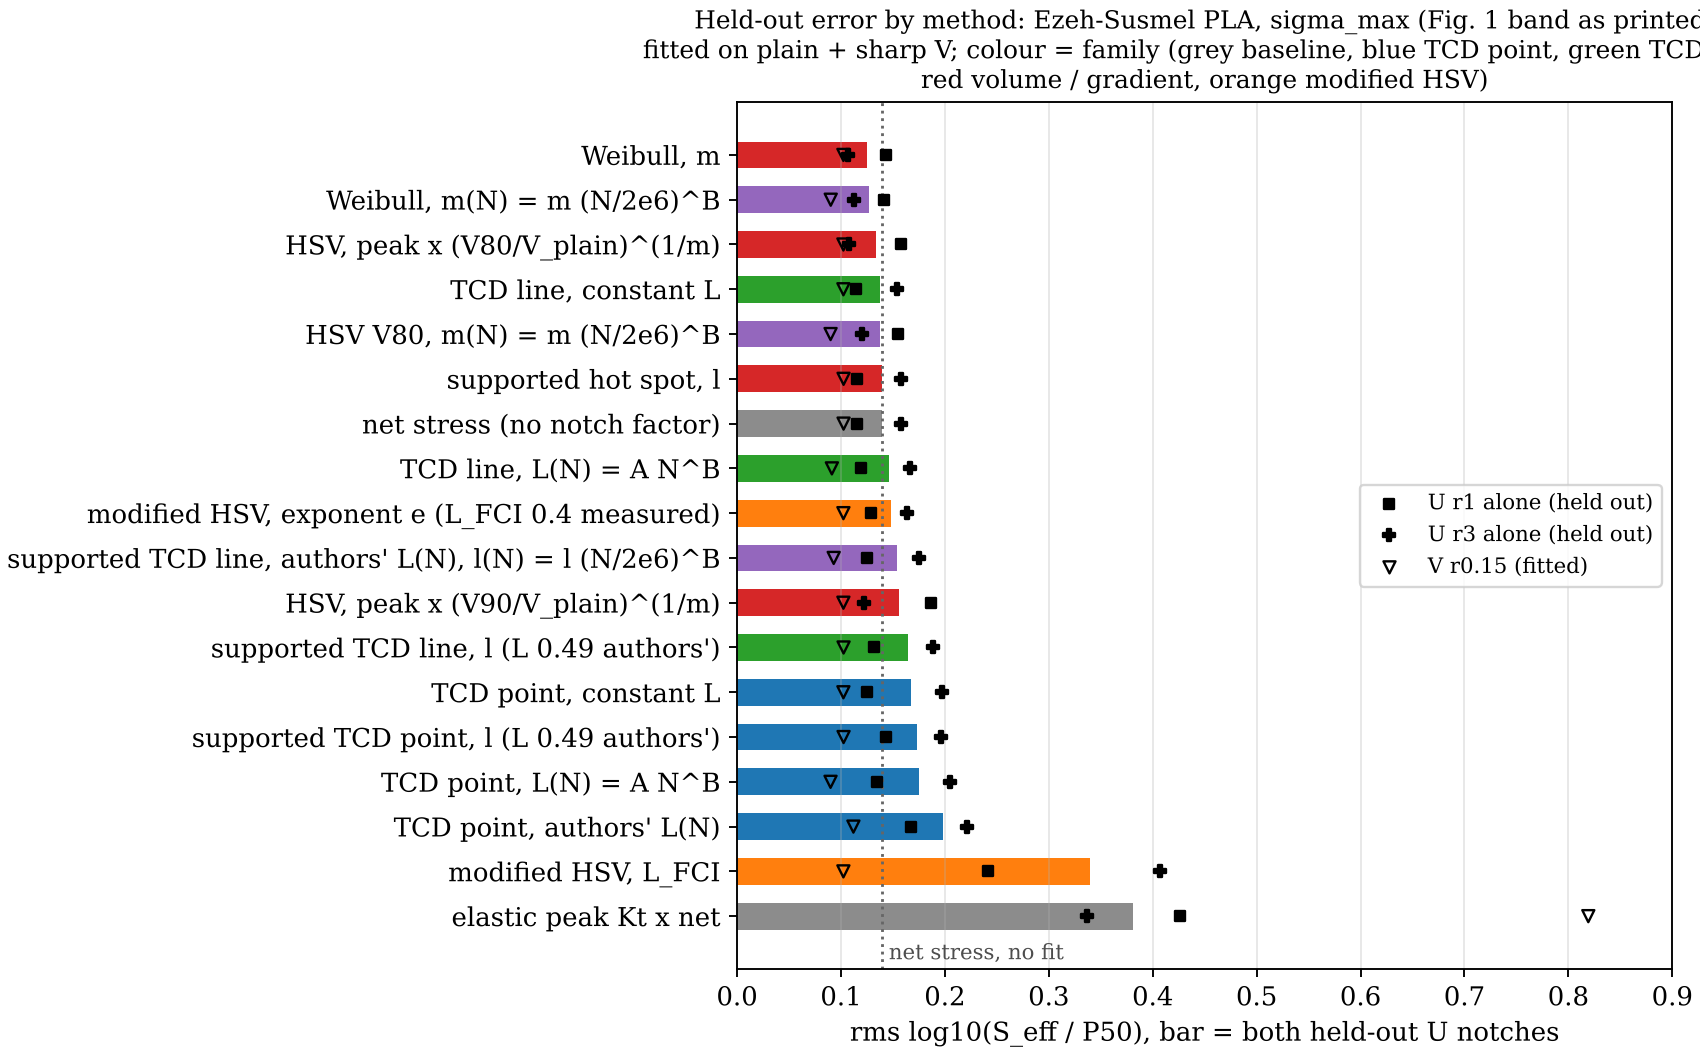 Held-out error by method: Ezeh-Susmel PLA, sigma_max (Fig. 1 band as printed
fitted on plain + sharp V; colour = family (grey baseline, blue TCD point, green TCD
red volume / gradient, orange modified HSV)
Weibull, m
Weibull, m(N) = m (N/2e6)^B
HSV, peak x (V80/V_plain)^(1/m)
TCD line, constant L
HSV V80, m(N) = m (N/2e6)^B
supported hot spot, l
net stress (no notch factor)
TCD line, L(N) = A N^B
modified HSV, exponent e (L_FCI 0.4 measured)
supported TCD line, authors' L(N), l(N) = l (N/2e6)^B
HSV, peak x (V90/V_plain)^(1/m)
supported TCD line, l (L 0.49 authors')
TCD point, constant L
supported TCD point, l (L 0.49 authors')
TCD point, L(N) = A N^B
TCD point, authors' L(N)
modified HSV, L_FCI
elastic peak Kt x net
U r1 alone (held out)
U r3 alone (held out)
V r0.15 (fitted)
net stress, no fit
0.0 0.1 0.2 0.3 0.4 0.5 0.6 0.7 0.8 0.9
rms log10(S_eff / P50), bar = both held-out U notches